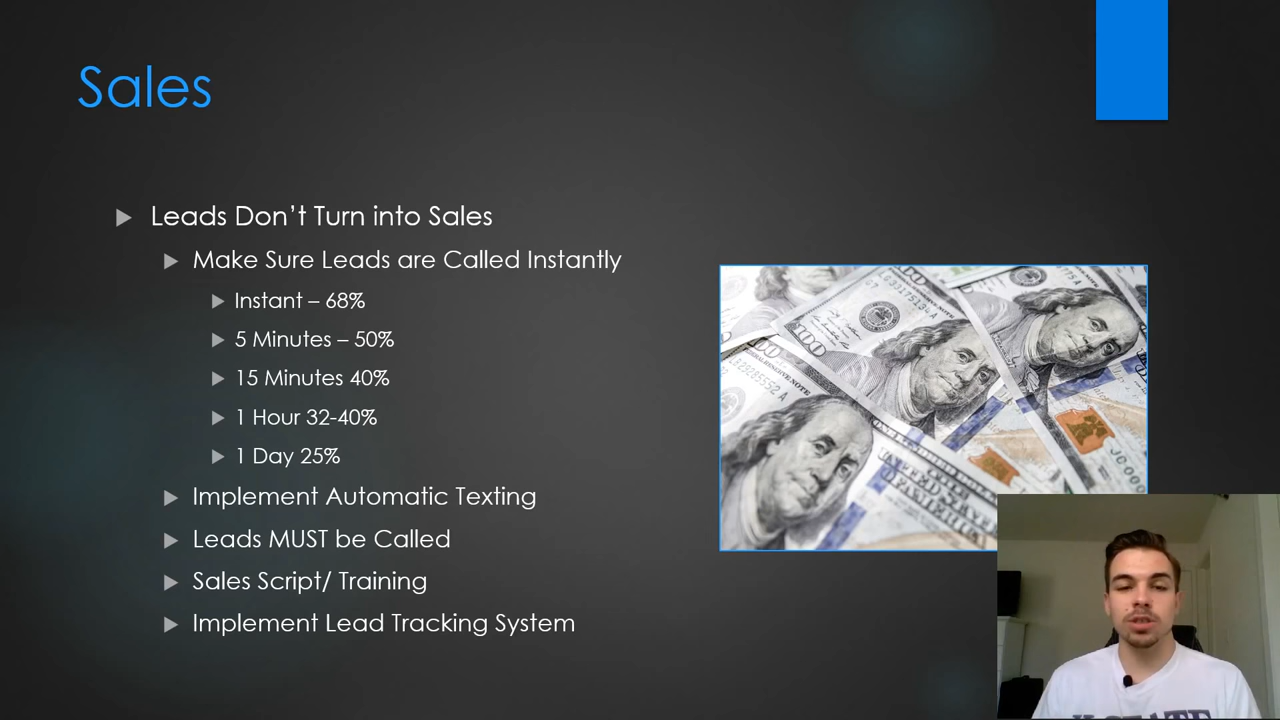 Sales
Leads Don’t Turn into Sales
Make Sure Leads are Called Instantly
Instant – 68%
5 Minutes – 50%
15 Minutes 40%
1 Hour 32-40%
1 Day 25%
Implement Automatic Texting
Leads MUST be Called
Sales Script/ Training
Implement Lead Tracking System
100